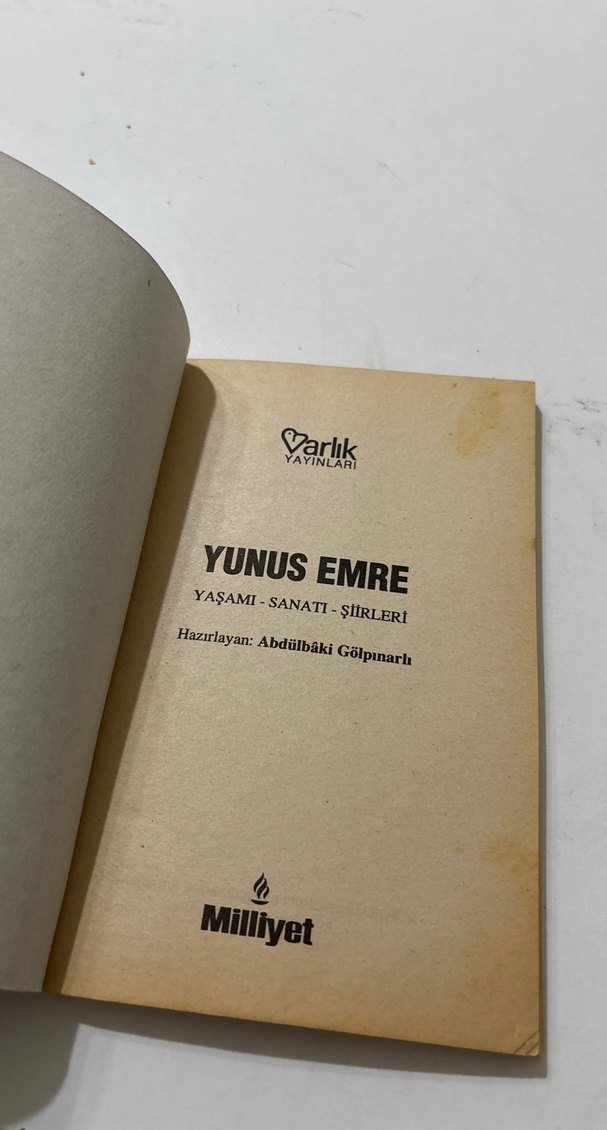 Varlık
YAYINLARI
YUNUS EMRE
YAŞAMI - SANATI - ŞİİRLERİ
Hazırlayan: Abdülbâki Gölpınarlı
Milliyet